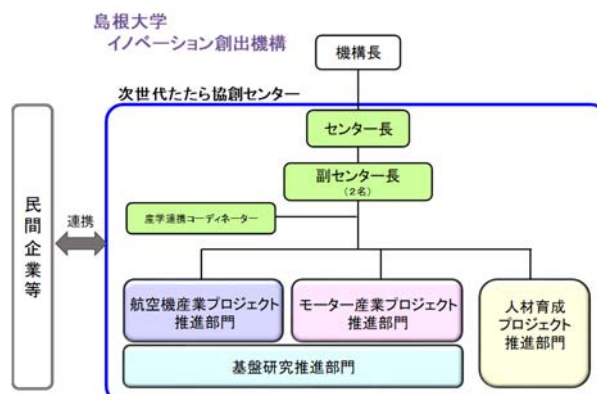 島根大学
イノベーション創出機構
機構長
次世代たたら協創センター
センター長
副センター長
（２名）
産学連携コーディネーター
民間企業等
連携
航空機産業プロジェクト
推進部門
モーター産業プロジェクト
推進部門
人材育成
プロジェクト
推進部門
基盤研究推進部門